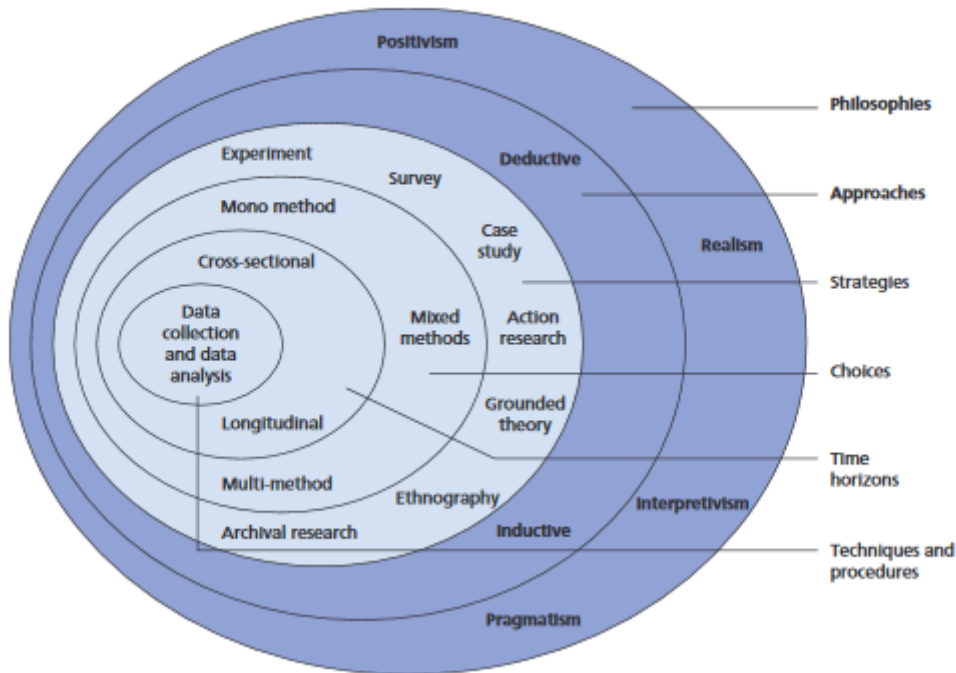 Positivism
Philosophies
Experiment
Deductive
Survey
Approaches
Mono method
Case
study
Realism
Cross-sectional
Strategies
Data
collection
and data
analysis
Mixed
methods
Action
research
Choices
Grounded
theory
Longitudinal
Time
horizons
Multi-method
Ethnography
Interpretivism
Archival research
Inductive
Techniques and
procedures
Pragmatism